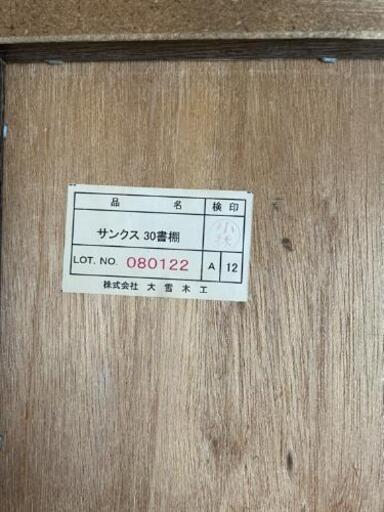 品 名 検印
サンクス 30書棚 小
LOT. NO. 080122 A 12
株式会社 大雪木工